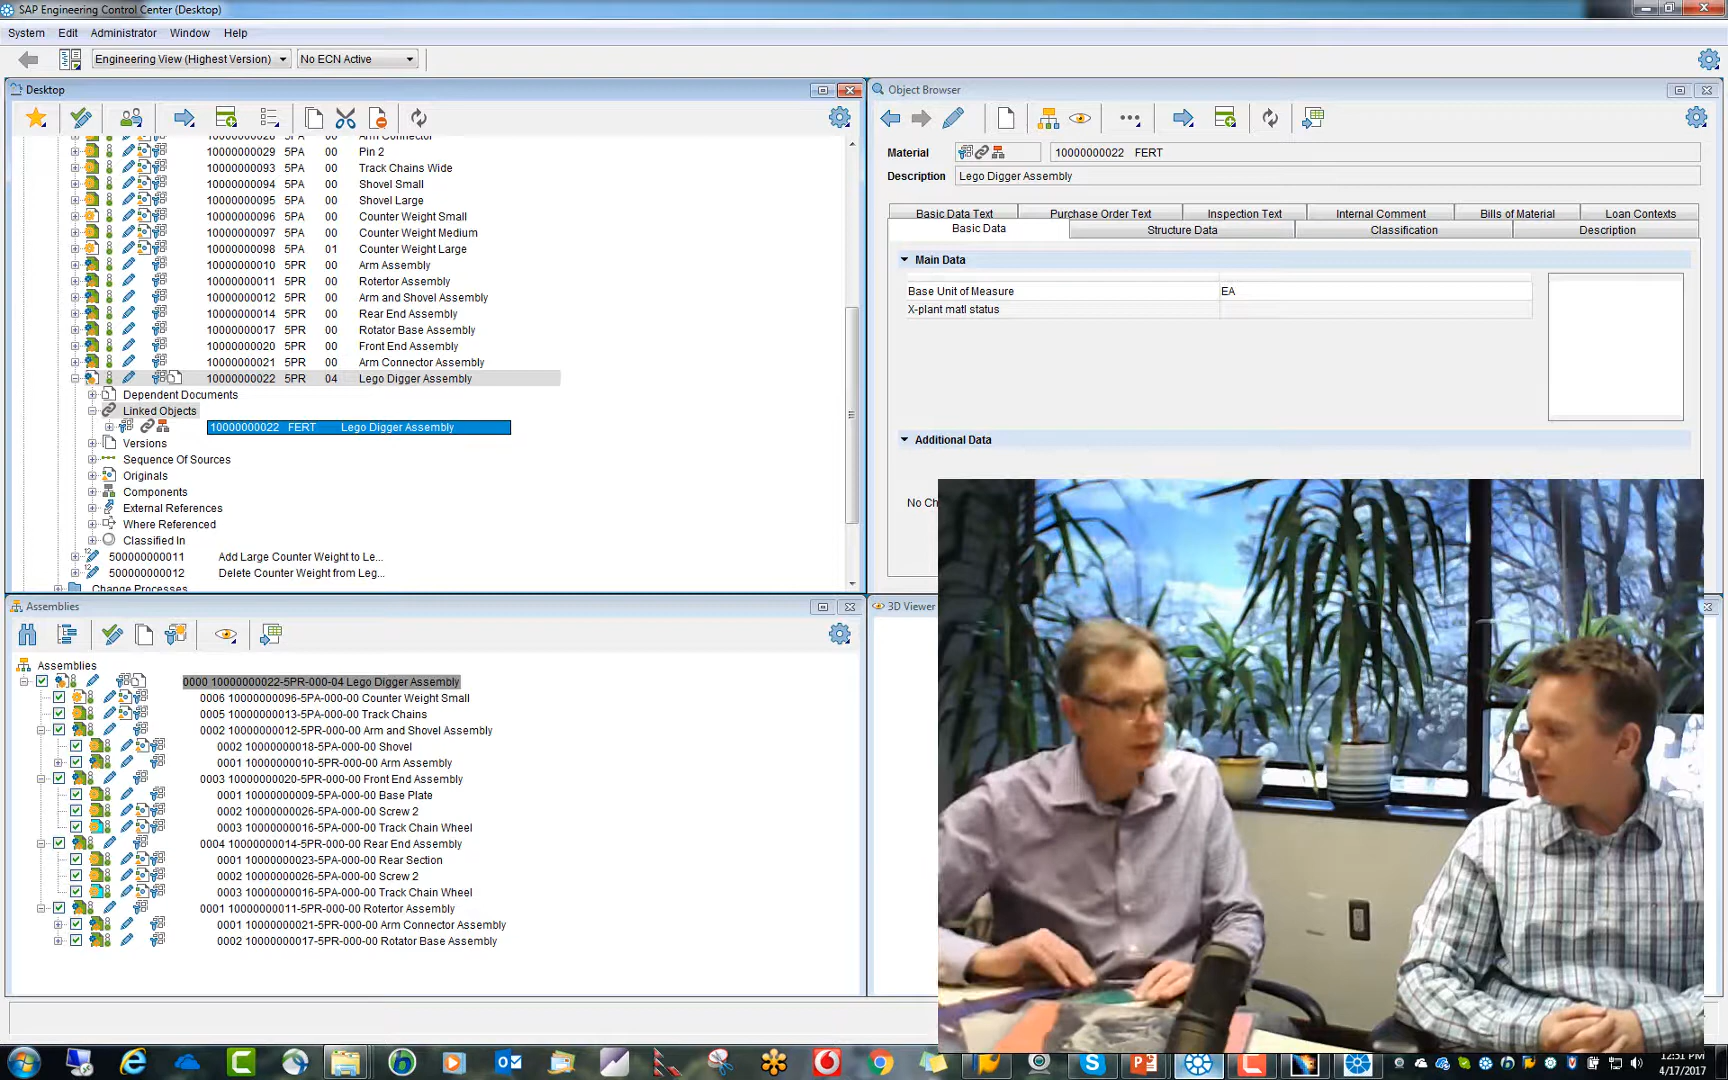 SAP Engineering Control Center (Desktop)
System Edit Administrator Window Help
Engineering View (Highest Version) No ECN Active
Desktop
10000000028 5PA 00 Arm Connector
10000000029 5PA 00 Pin 2
10000000093 5PA 00 Track Chains Wide
10000000094 5PA 00 Shovel Small
10000000095 5PA 00 Shovel Large
10000000096 5PA 00 Counter Weight Small
10000000097 5PA 00 Counter Weight Medium
10000000098 5PA 01 Counter Weight Large
10000000010 5PR 00 Arm Assembly
10000000011 5PR 00 Rotertor Assembly
10000000012 5PR 00 Arm and Shovel Assembly
10000000014 5PR 00 Rear End Assembly
10000000017 5PR 00 Rotator Base Assembly
10000000020 5PR 00 Front End Assembly
10000000021 5PR 00 Arm Connector Assembly
10000000022 5PR 04 Lego Digger Assembly
Dependent Documents
Linked Objects
10000000022 FERT Lego Digger Assembly
Versions
Sequence Of Sources
Originals
Components
External References
Where Referenced
Classified In
500000000011 Add Large Counter Weight to Le...
500000000012 Delete Counter Weight from Leg...
Change Processes
Object Browser
Material 10000000022 FERT
Description Lego Digger Assembly
Basic Data Text Purchase Order Text Inspection Text Internal Comment Bills of Material Loan Contexts
Basic Data Structure Data Classification Description
Main Data
Base Unit of Measure EA
X-plant matl status
Additional Data
No Ch
Assemblies
Assemblies
0000 10000000022-5PR-000-04 Lego Digger Assembly
0006 10000000096-5PA-000-00 Counter Weight Small
0005 10000000013-5PA-000-00 Track Chains
0002 10000000012-5PR-000-00 Arm and Shovel Assembly
0002 10000000018-5PA-000-00 Shovel
0001 10000000010-5PR-000-00 Arm Assembly
0003 10000000020-5PR-000-00 Front End Assembly
0001 10000000009-5PA-000-00 Base Plate
0002 10000000026-5PA-000-00 Screw 2
0003 10000000016-5PA-000-00 Track Chain Wheel
0004 10000000014-5PR-000-00 Rear End Assembly
0001 10000000023-5PA-000-00 Rear Section
0002 10000000026-5PA-000-00 Screw 2
0003 10000000016-5PA-000-00 Track Chain Wheel
0001 10000000011-5PR-000-00 Rotertor Assembly
0001 10000000021-5PR-000-00 Arm Connector Assembly
0002 10000000017-5PR-000-00 Rotator Base Assembly
3D Viewer
12:51 PM
4/17/2017